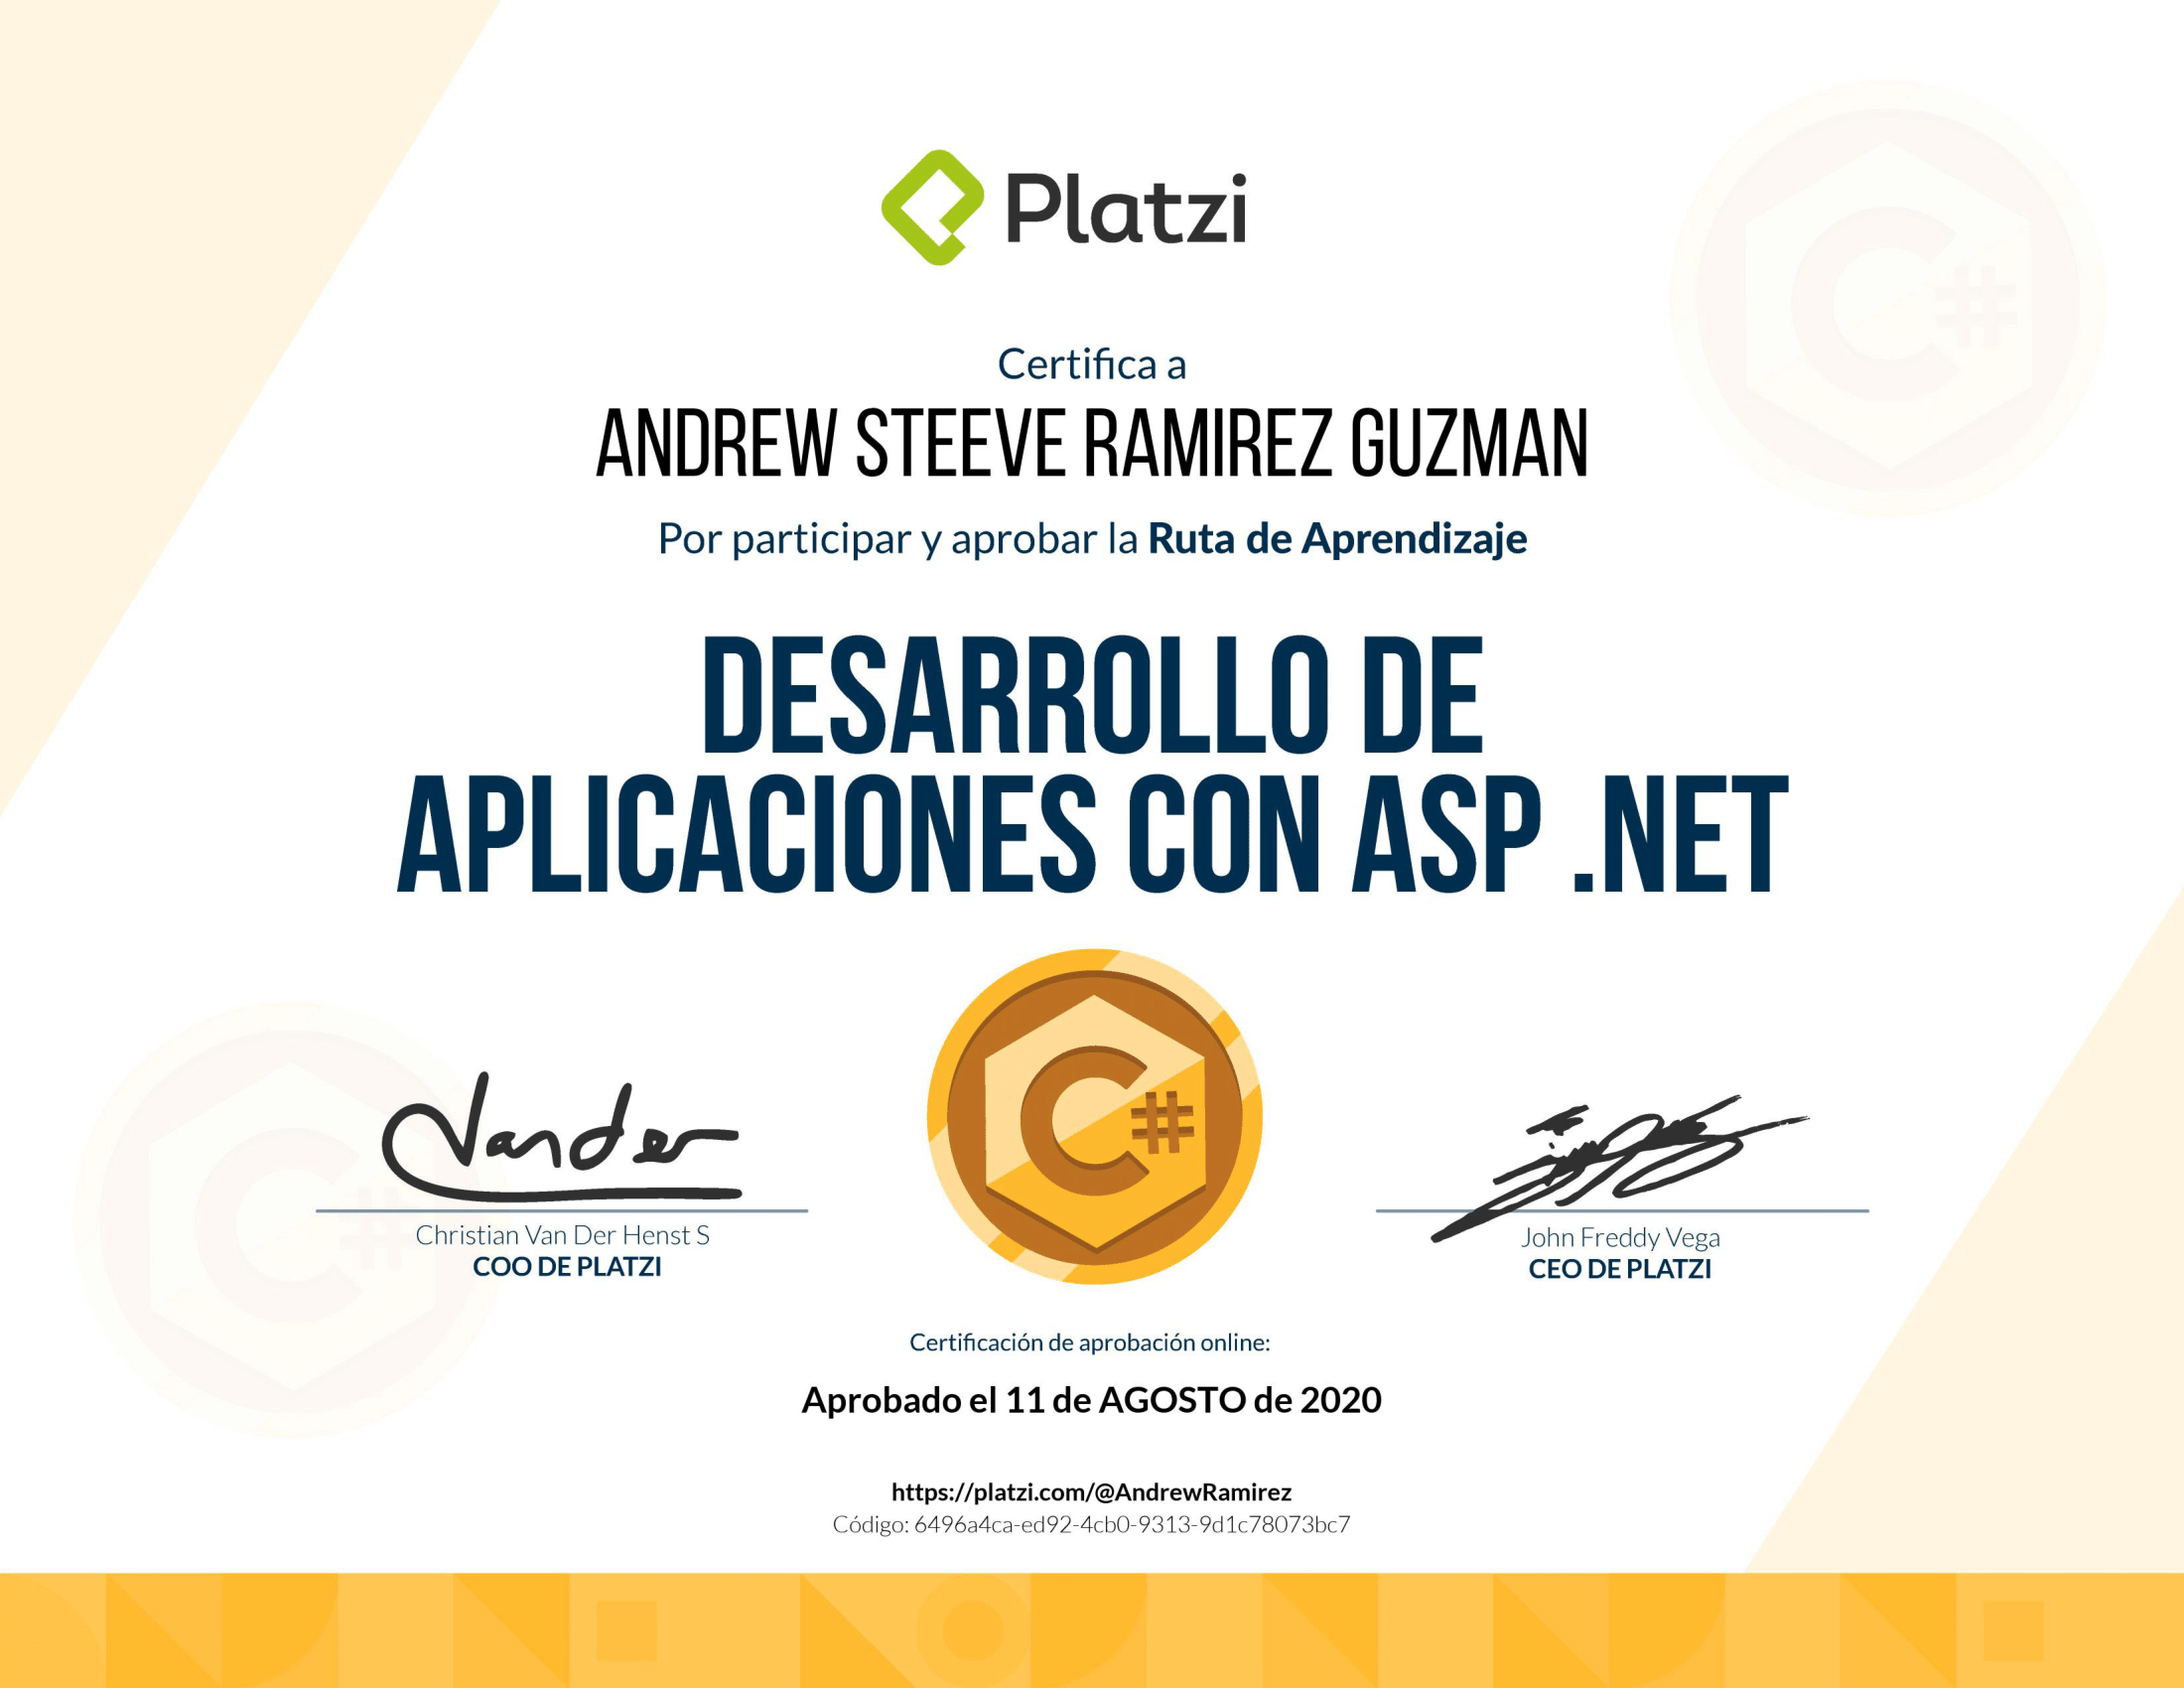 Platzi
Certifica a
ANDREW STEEVE RAMIREZ GUZMAN
Por participar y aprobar la Ruta de Aprendizaje
DESARROLLO DE
APLICACIONES CON ASP .NET
C#
Vander
Christian Van Der Henst S
COO DE PLATZI
John Freddy Vega
CEO DE PLATZI
Certificación de aprobación online:
Aprobado el 11 de AGOSTO de 2020
https://platzi.com/@AndrewRamirez
Código: 6496a4ca-ed92-4cb0-9313-9d1c78073bc7